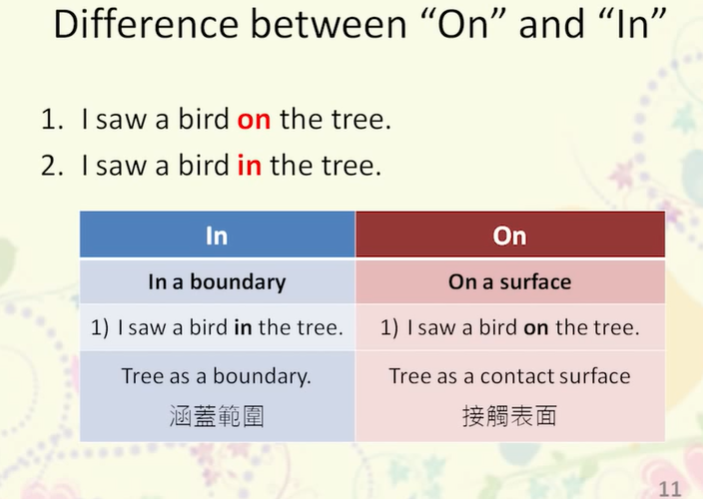 Difference between “On” and “In”
1. I saw a bird on the tree.
2. I saw a bird in the tree.
In
On
In a boundary
On a surface
1) I saw a bird in the tree.
1) I saw a bird on the tree.
Tree as a boundary.
涵蓋範圍
Tree as a contact surface
接觸表面
11